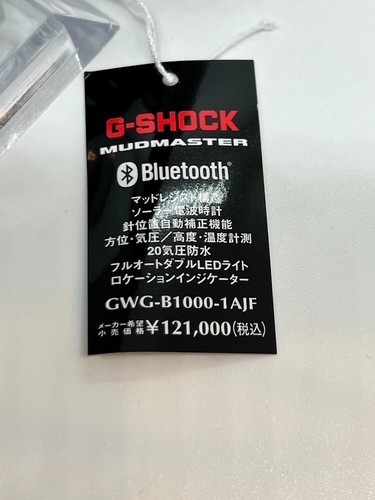 G-SHOCK
MUDMASTER
Bluetooth®
マッドレジスト構造
ソーラー電波時計
針位置自動補正機能
方位・気圧/高度・温度計測
20気圧防水
フルオートダブルLEDライト
ロケーションインジケーター
GWG-B1000-1AJF
メーカー希望小売価格 ¥121,000(税込)